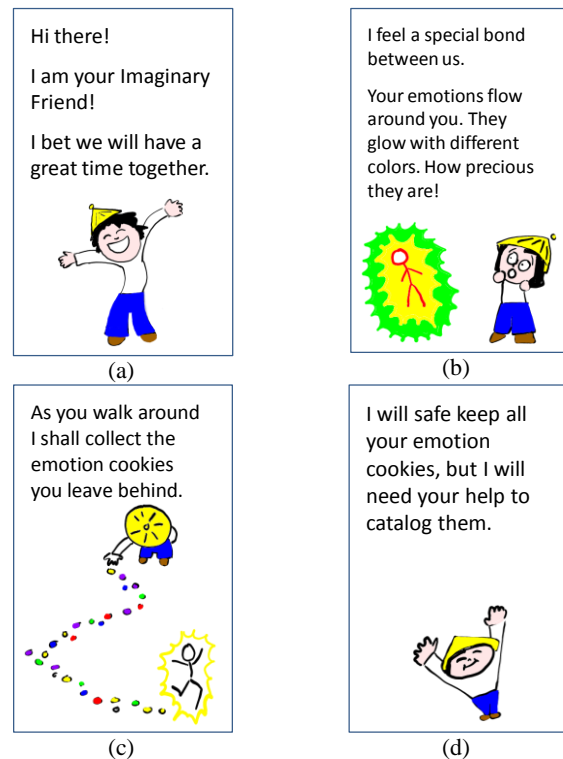 Hi there!
I am your Imaginary
Friend!
I bet we will have a
great time together.
(a)
I feel a special bond
between us.
Your emotions flow
around you. They
glow with different
colors. How precious
they are!
(b)
As you walk around
I shall collect the
emotion cookies
you leave behind.
(c)
I will safe keep all
your emotion
cookies, but I will
need your help to
catalog them.
(d)